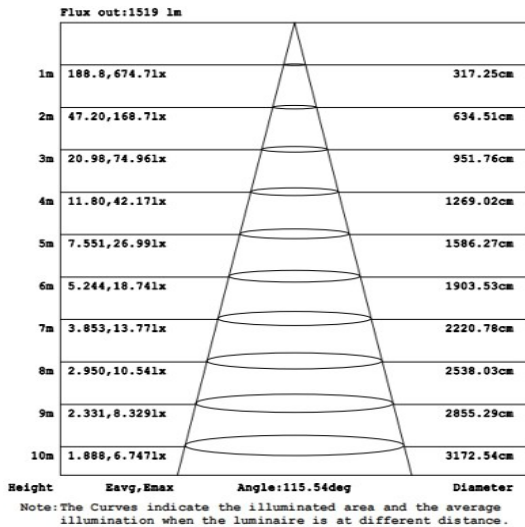 Flux out:1519 lm
1m 188.8,674.7lx 317.25cm
2m 47.20,168.7lx 634.51cm
3m 20.98,74.96lx 951.76cm
4m 11.80,42.17lx 1269.02cm
5m 7.551,26.99lx 1586.27cm
6m 5.244,18.74lx 1903.53cm
7m 3.853,13.77lx 2220.78cm
8m 2.950,10.54lx 2538.03cm
9m 2.331,8.329lx 2855.29cm
10m 1.888,6.747lx 3172.54cm
Height Eavg,Emax Angle:115.54deg Diameter
Note:The Curves indicate the illuminated area and the average
illumination when the luminaire is at different distance.